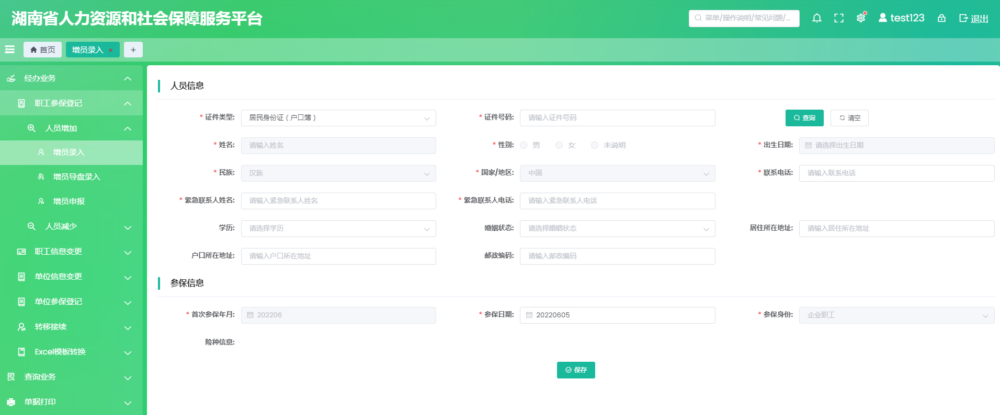 湖南省人力资源和社会保障服务平台
菜单/操作说明/常见问题/...
test123
退出
首页
增员录入 ×
+
经办业务
职工参保登记
人员增加
增员录入
增员导盘录入
增员申报
人员减少
职工信息变更
单位信息变更
单位参保登记
转移接续
Excel模板转换
查询业务
单据打印
人员信息
* 证件类型: 居民身份证（户口簿） * 证件号码: 请输入证件号码 查询 清空
* 姓名: 请输入姓名 * 性别: 男 女 未说明 * 出生日期: 请选择出生日期
* 民族: 汉族 * 国家/地区: 中国 * 联系电话: 请输入联系电话
* 紧急联系人姓名: 请输入紧急联系人姓名 * 紧急联系人电话: 请输入紧急联系人电话
学历: 请选择学历 婚姻状态: 请选择婚姻状态 居住所在地址: 请输入居住所在地址
户口所在地址: 请输入户口所在地址 邮政编码: 请输入邮政编码
参保信息
* 首次参保年月: 202206 * 参保日期: 20220605 * 参保身份: 企业职工
险种信息:
保存